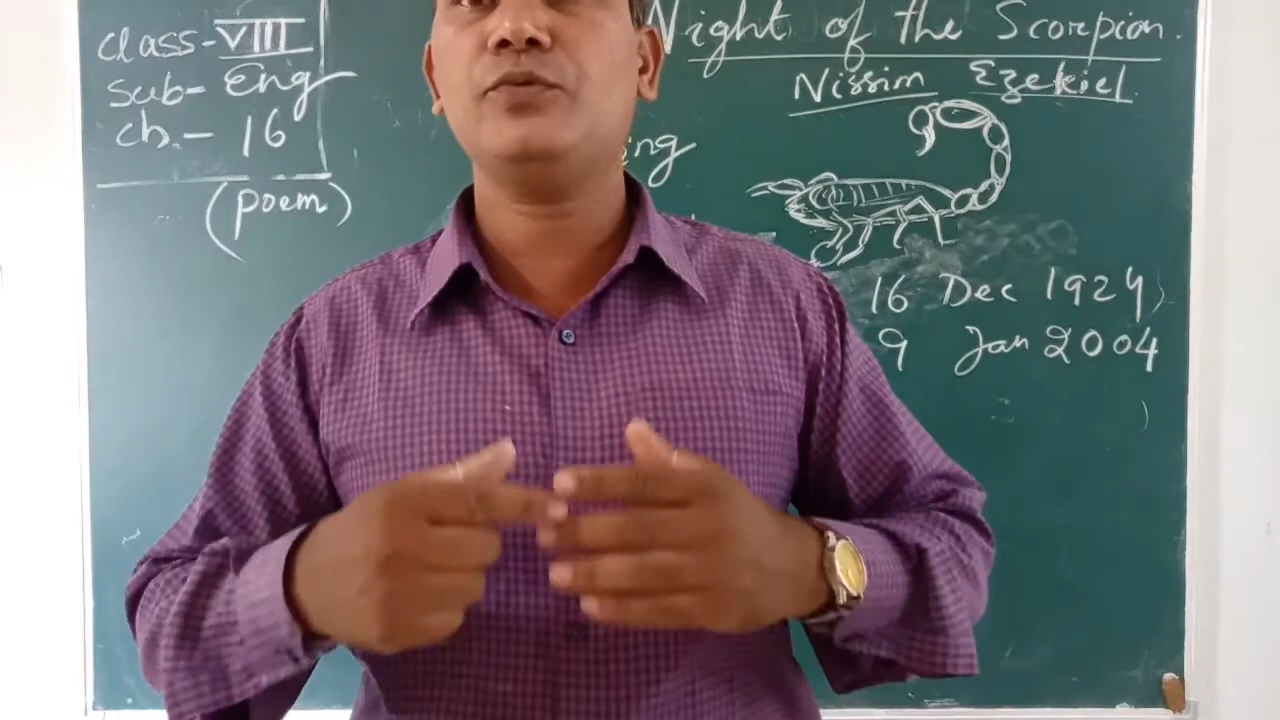 Class-VIII
Sub- Eng
Ch.- 16
(poem)
Night of the Scorpion.
Nissim Ezekiel
16 Dec 1924
9 Jan 2004